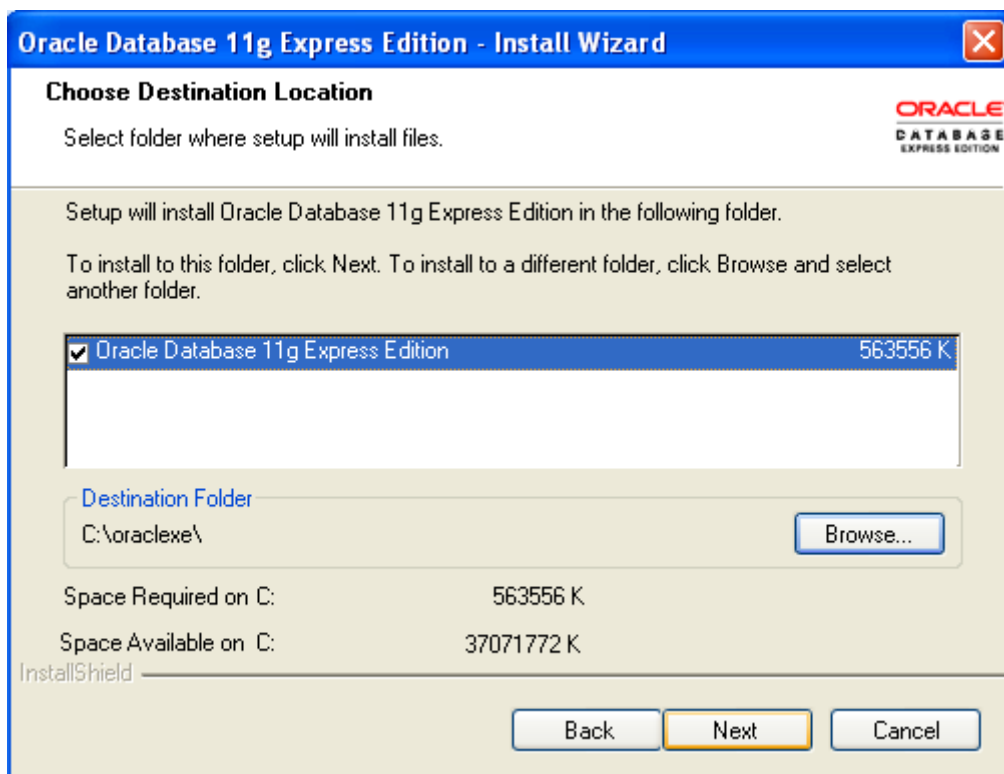 Oracle Database 11g Express Edition - Install Wizard
Choose Destination Location
Select folder where setup will install files.
ORACLE
DATABASE
EXPRESS EDITION
Setup will install Oracle Database 11g Express Edition in the following folder.
To install to this folder, click Next. To install to a different folder, click Browse and select
another folder.
Oracle Database 11g Express Edition 563556 K
Destination Folder
C:\oraclexe\ Browse...
Space Required on C: 563556 K
Space Available on C: 37071772 K
InstallShield
Back Next Cancel